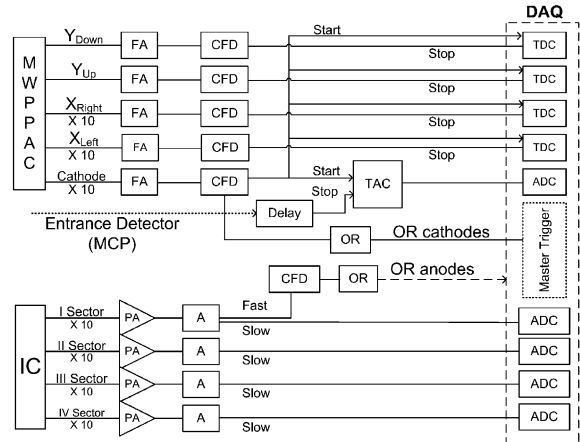 DAQ
Y Down FA CFD Start Stop TDC
Y Up FA CFD Stop TDC
X Right X 10 FA CFD Stop TDC
X Left X 10 FA CFD Stop TDC
MWPPAC
Cathode X 10 FA CFD Start TAC ADC
Stop
Delay
Entrance Detector
(MCP)
OR OR cathodes
Master Trigger
CFD OR OR anodes
Fast
I Sector X 10 PA A Slow ADC
II Sector X 10 PA A Slow ADC
IC
III Sector X 10 PA A Slow ADC
IV Sector X 10 PA A Slow ADC